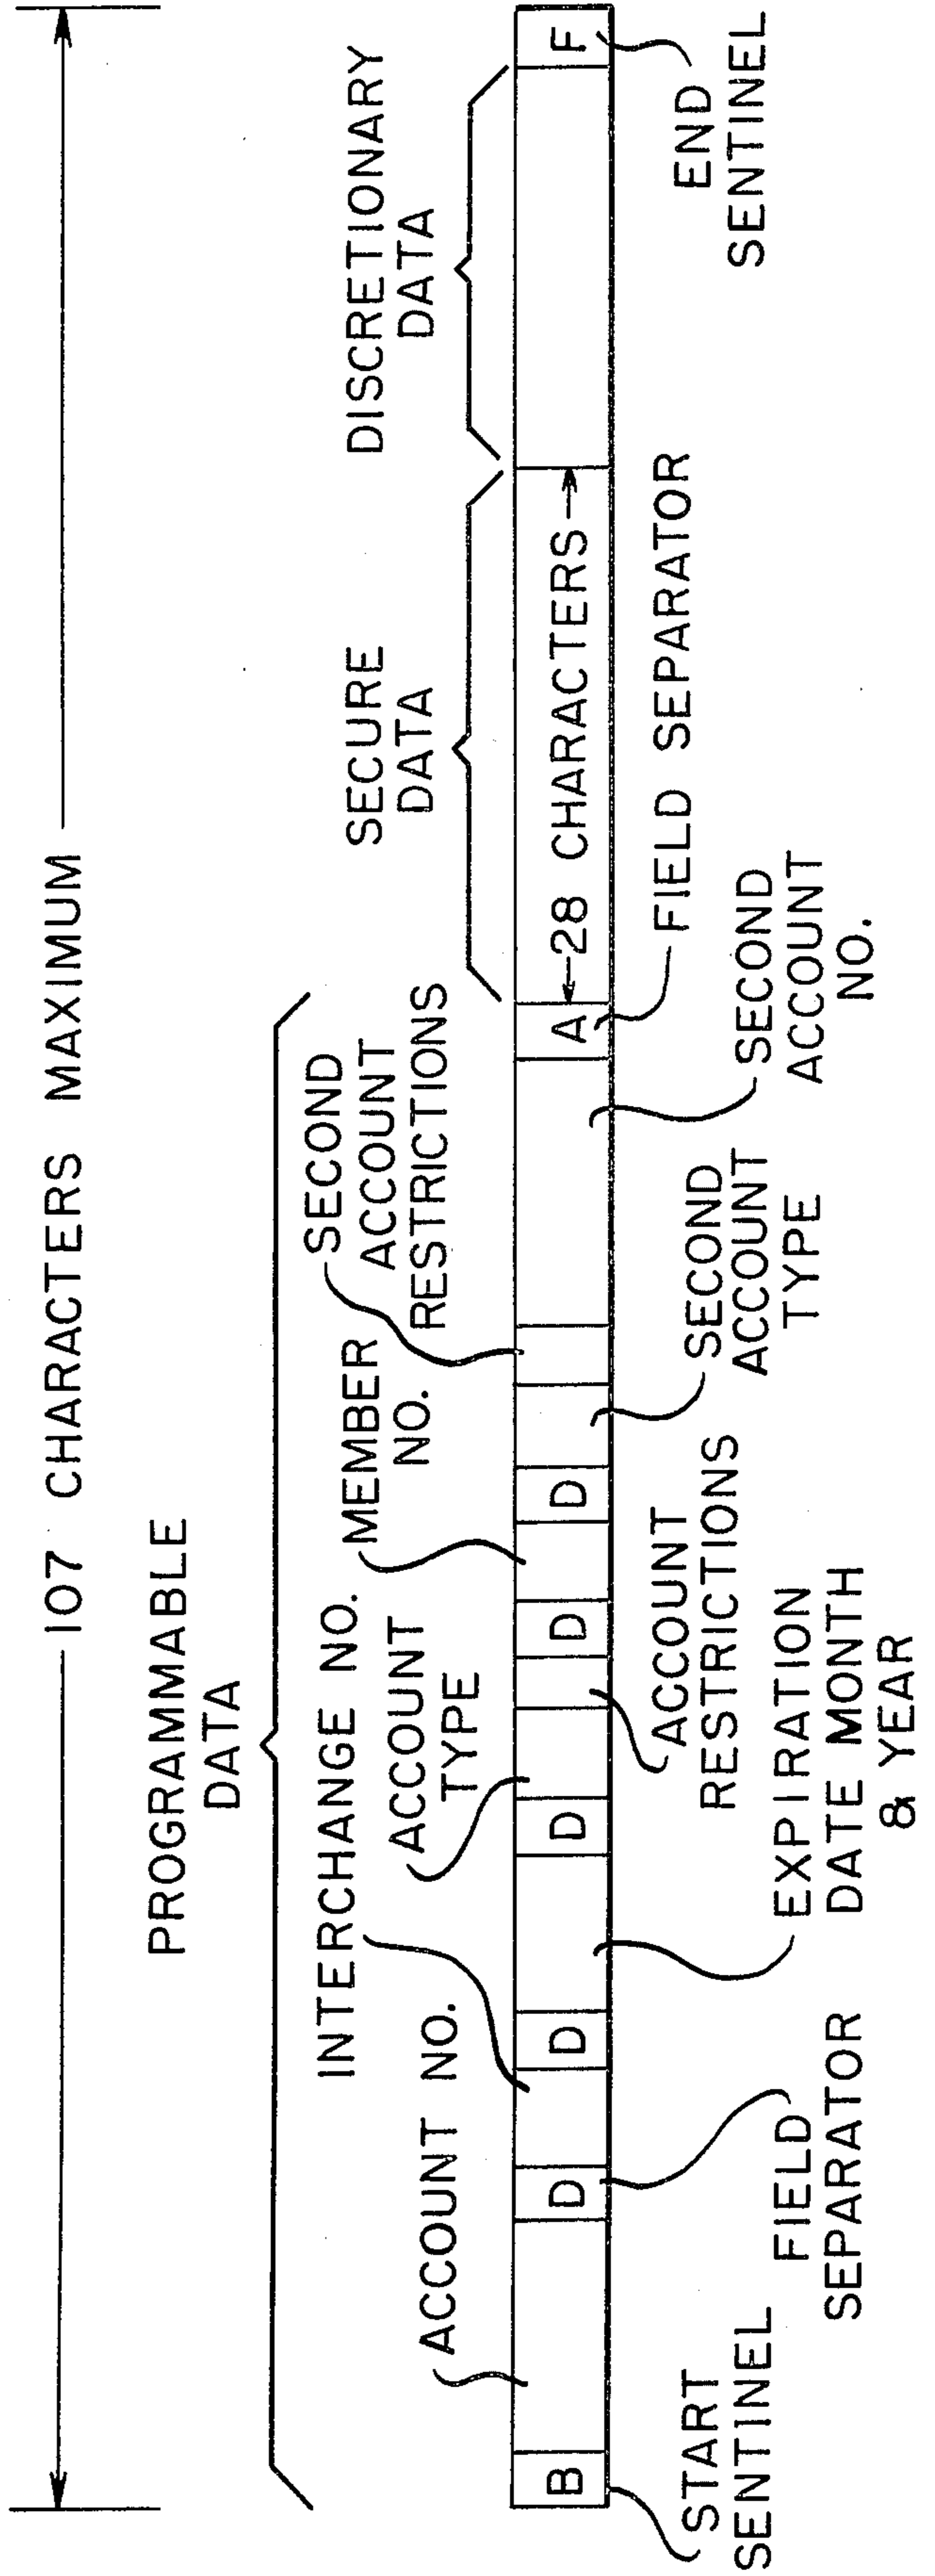 107 CHARACTERS MAXIMUM
PROGRAMMABLE
DATA
SECURE
DATA
DISCRETIONARY
DATA
ACCOUNT NO.
INTERCHANGE NO.
ACCOUNT
TYPE
MEMBER
NO.
SECOND
ACCOUNT
RESTRICTIONS
B
D
D
D
D
D
A
28 CHARACTERS
F
START
SENTINEL
FIELD
SEPARATOR
EXPIRATION
DATE MONTH
& YEAR
ACCOUNT
RESTRICTIONS
SECOND
ACCOUNT
TYPE
SECOND
ACCOUNT
NO.
FIELD SEPARATOR
END
SENTINEL